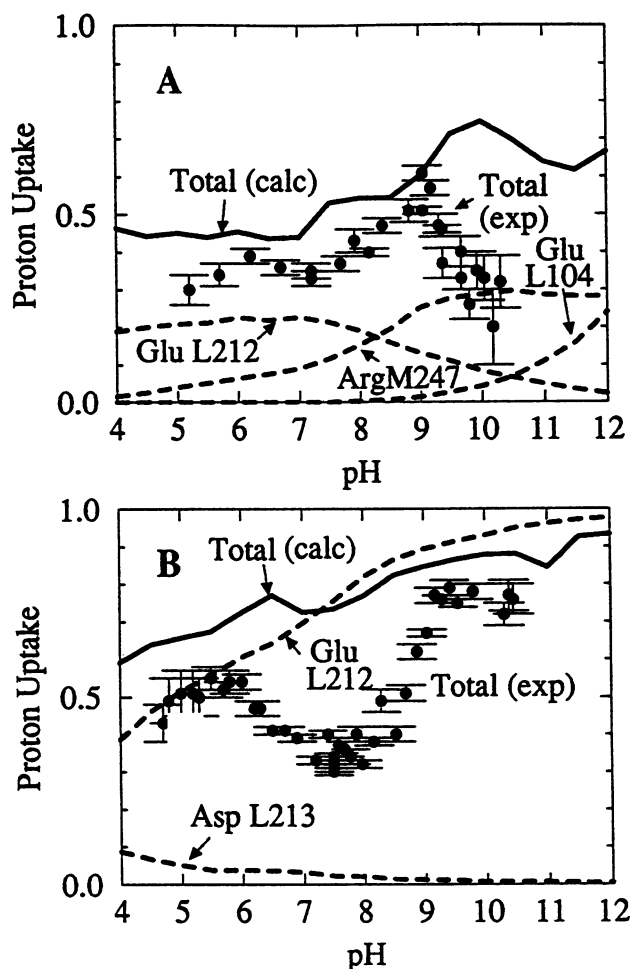 1.0
A
Total (calc)
Total
(exp)
Proton Uptake
0.5
Glu
L104
Glu L212
ArgM247
0.0
4 5 6 7 8 9 10 11 12
pH
1.0
B
Total (calc)
Glu
L212
Proton Uptake
0.5
Total (exp)
Asp L213
0.0
4 5 6 7 8 9 10 11 12
pH